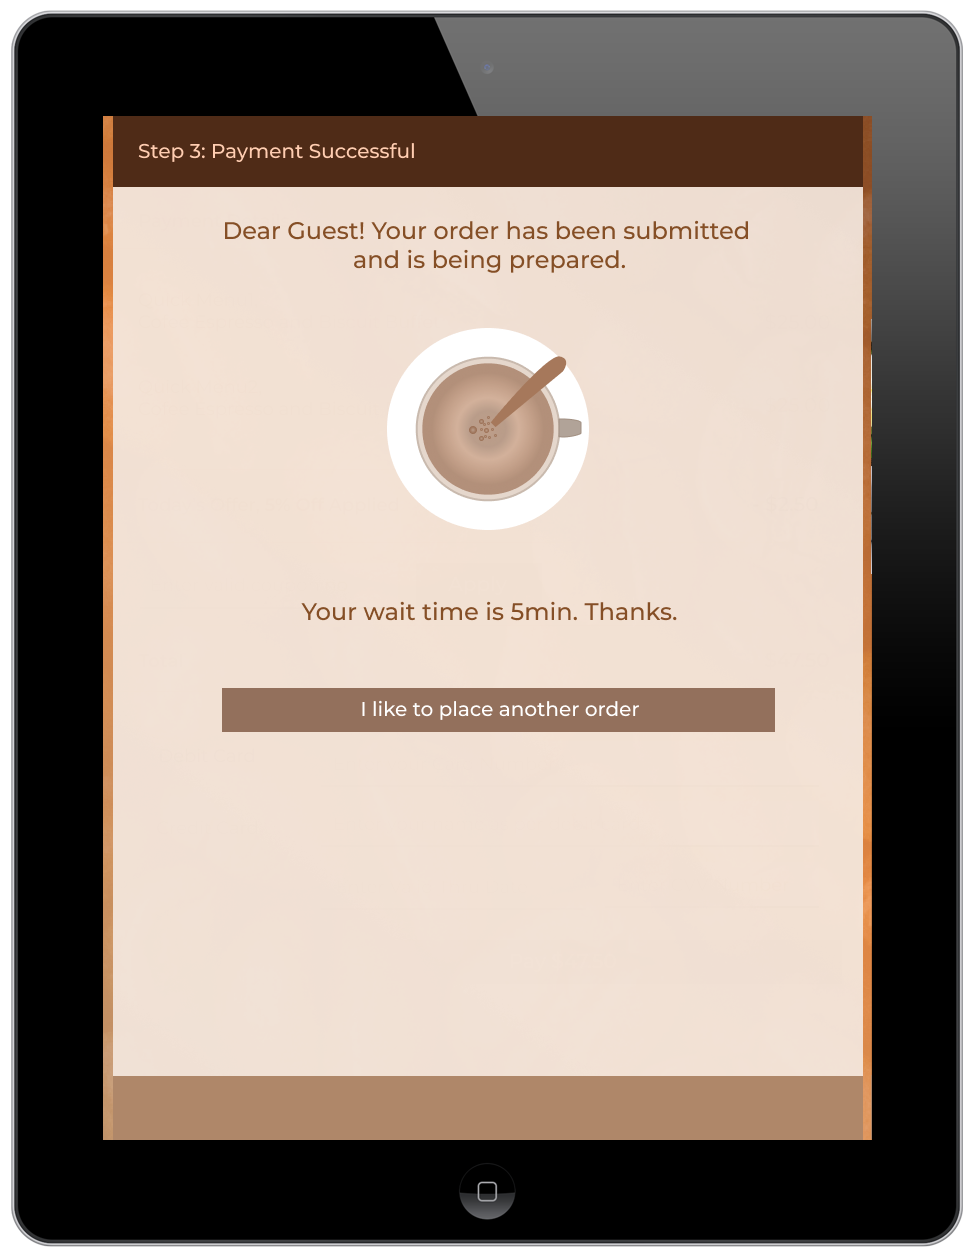 Step 3: Payment Successful
Dear Guest! Your order has been submitted
and is being prepared.
Your wait time is 5min. Thanks.
I like to place another order